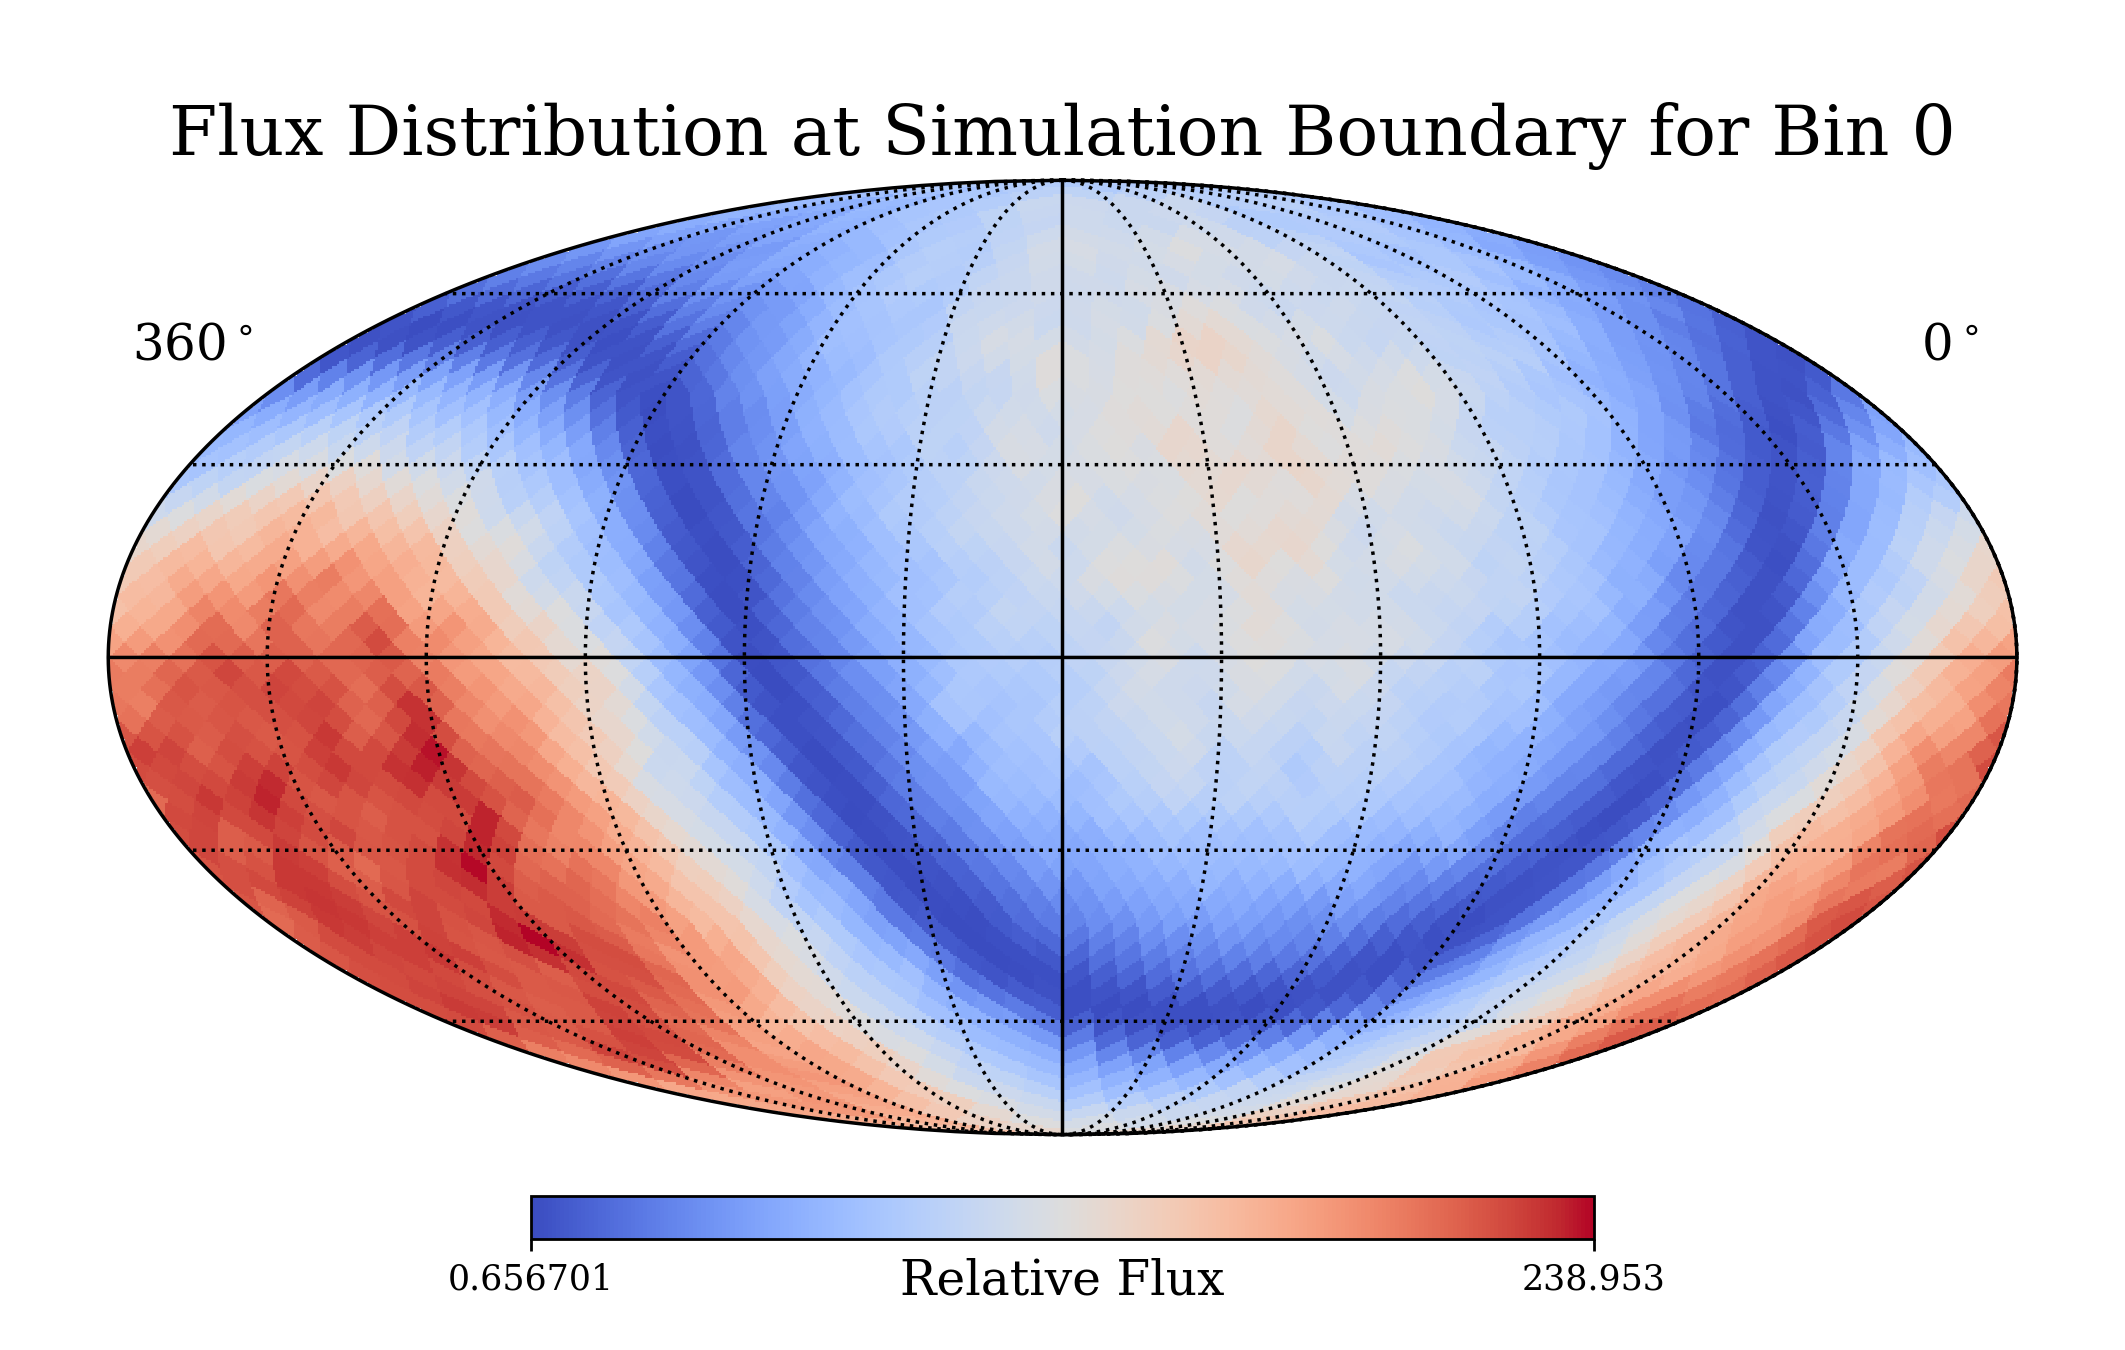 Flux Distribution at Simulation Boundary for Bin 0
360°
0°
0.656701
Relative Flux
238.953